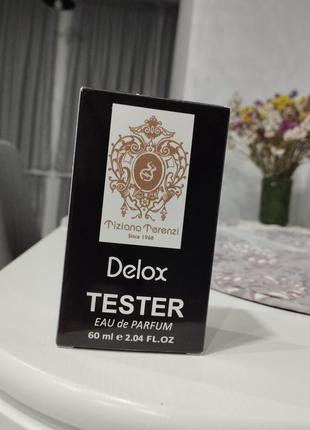 Tiziana Terenzi
Since 1968
Delox
TESTER
EAU de PARFUM
60 ml e 2.04 FL.OZ